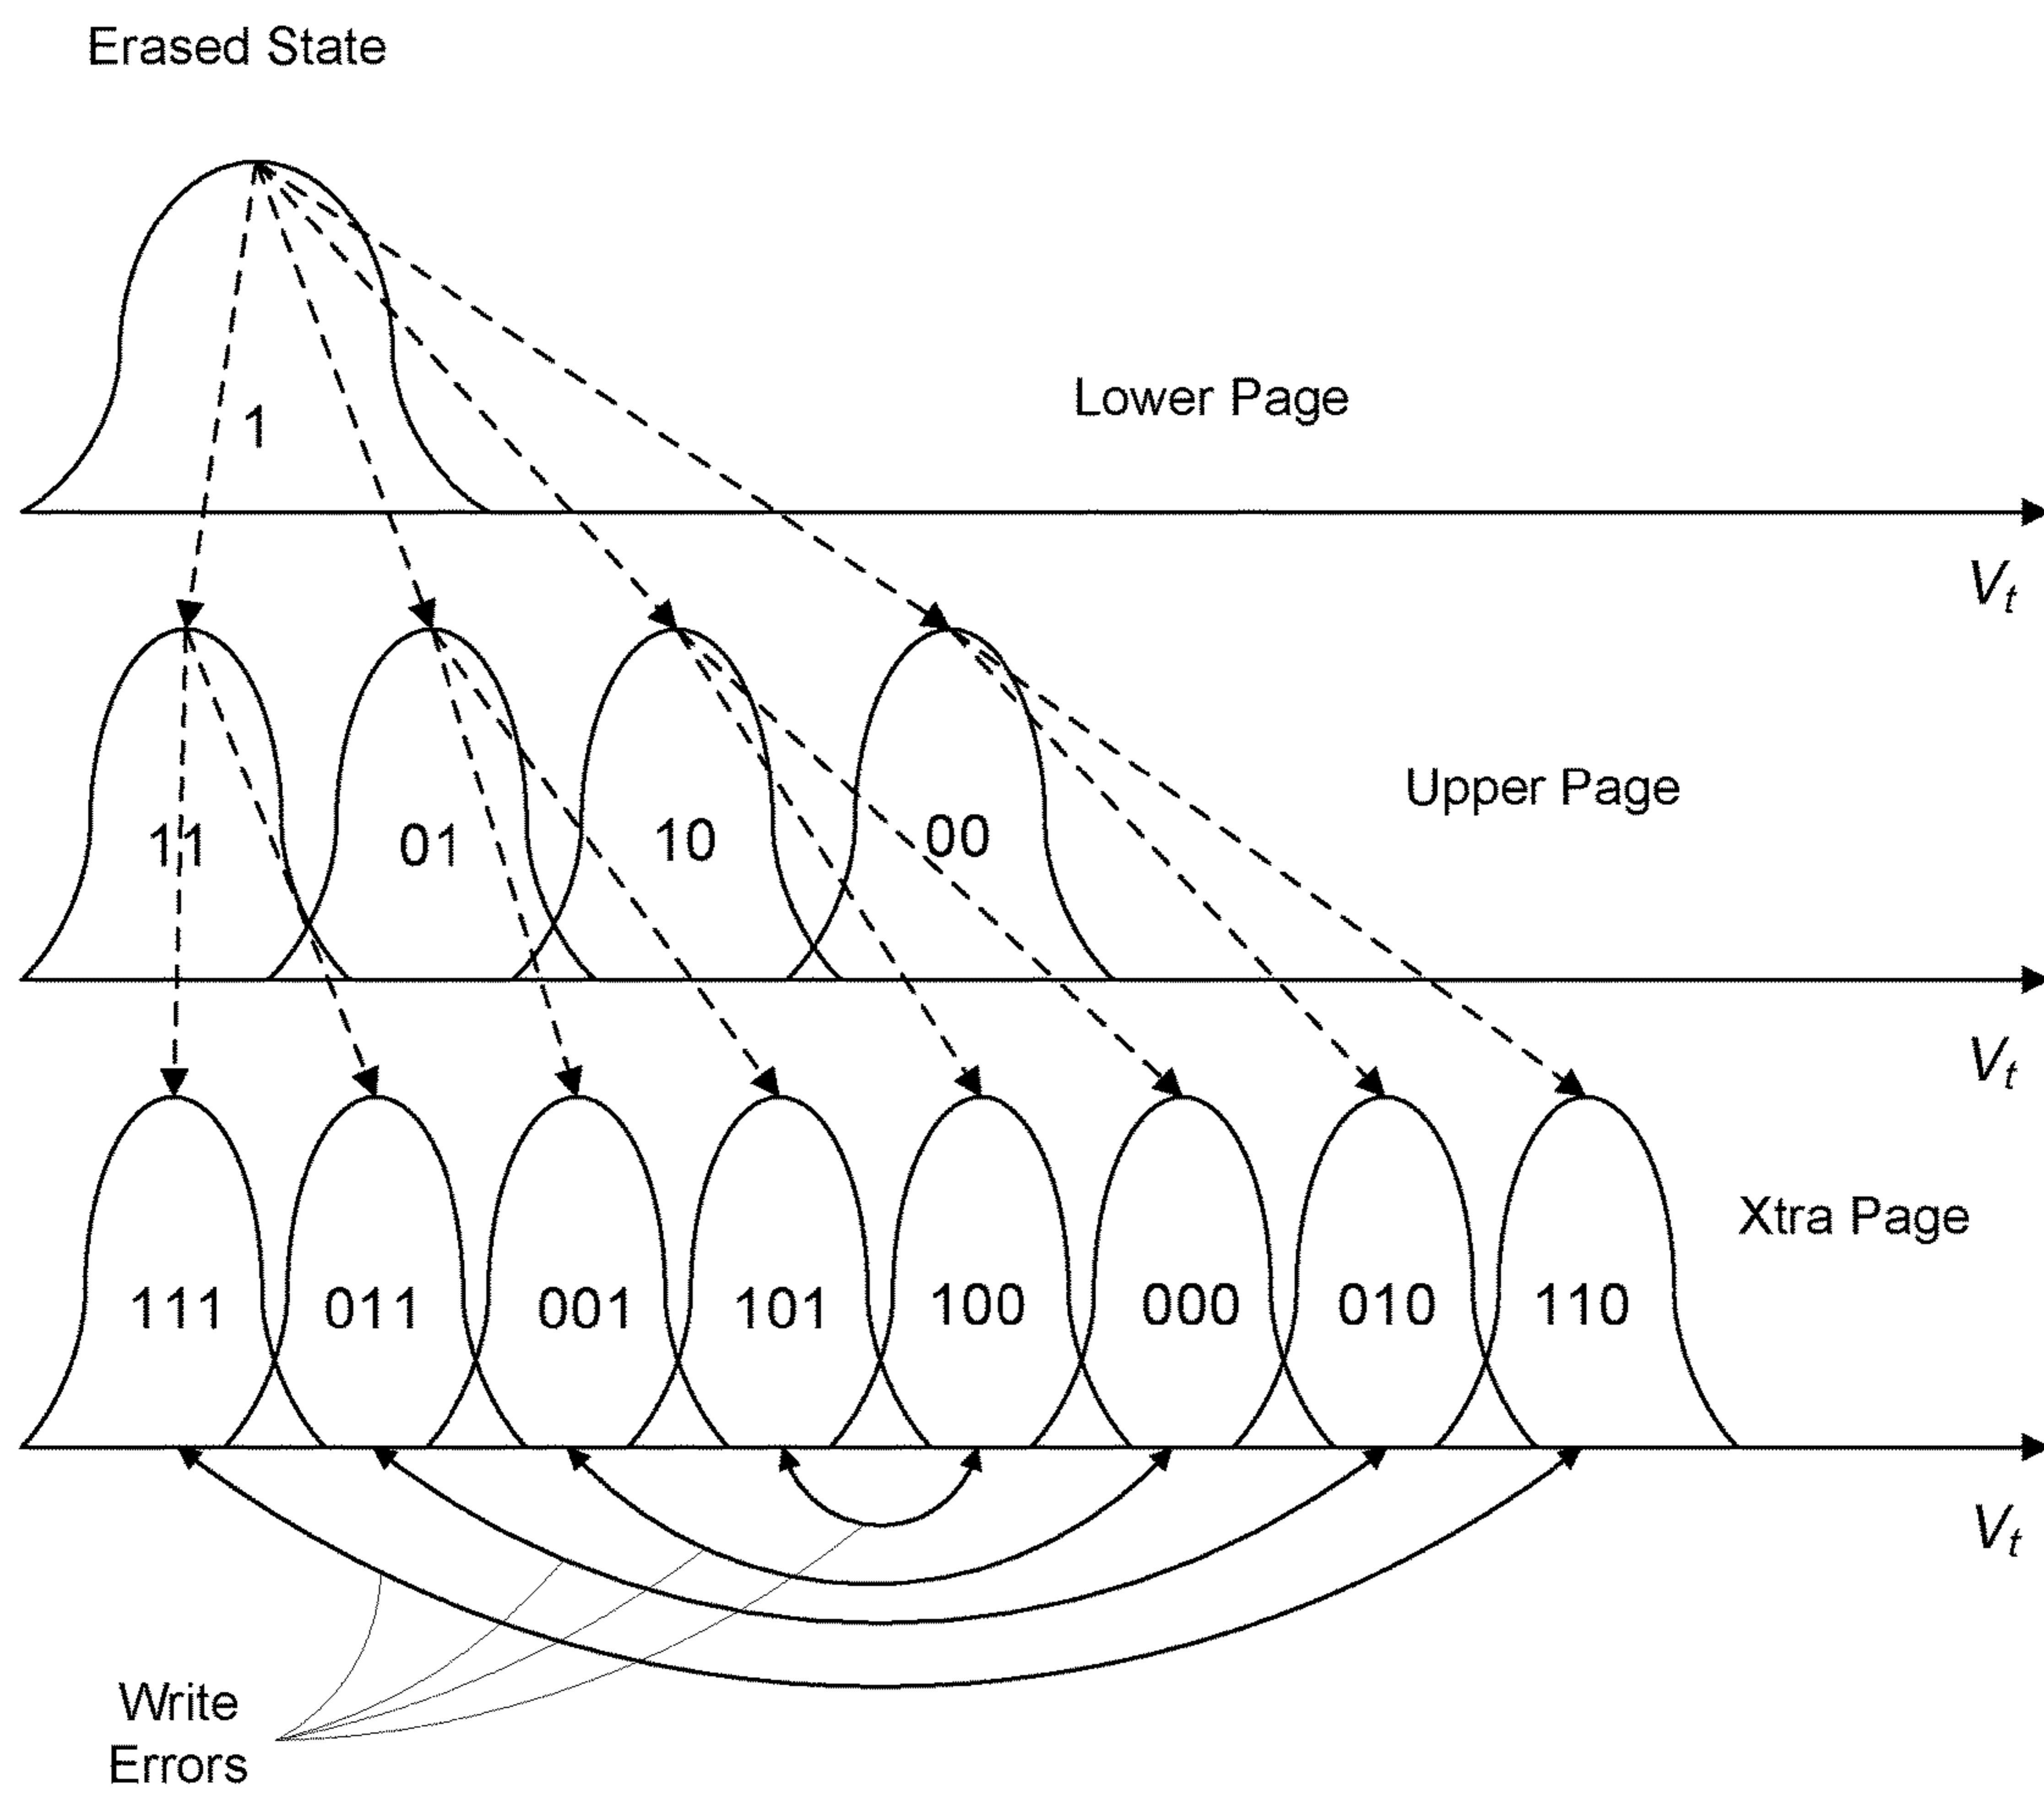 Erased State
1
Lower Page
Vt
11 01 10 00
Upper Page
Vt
111 011 001 101 100 000 010 110
Xtra Page
Vt
Write
Errors